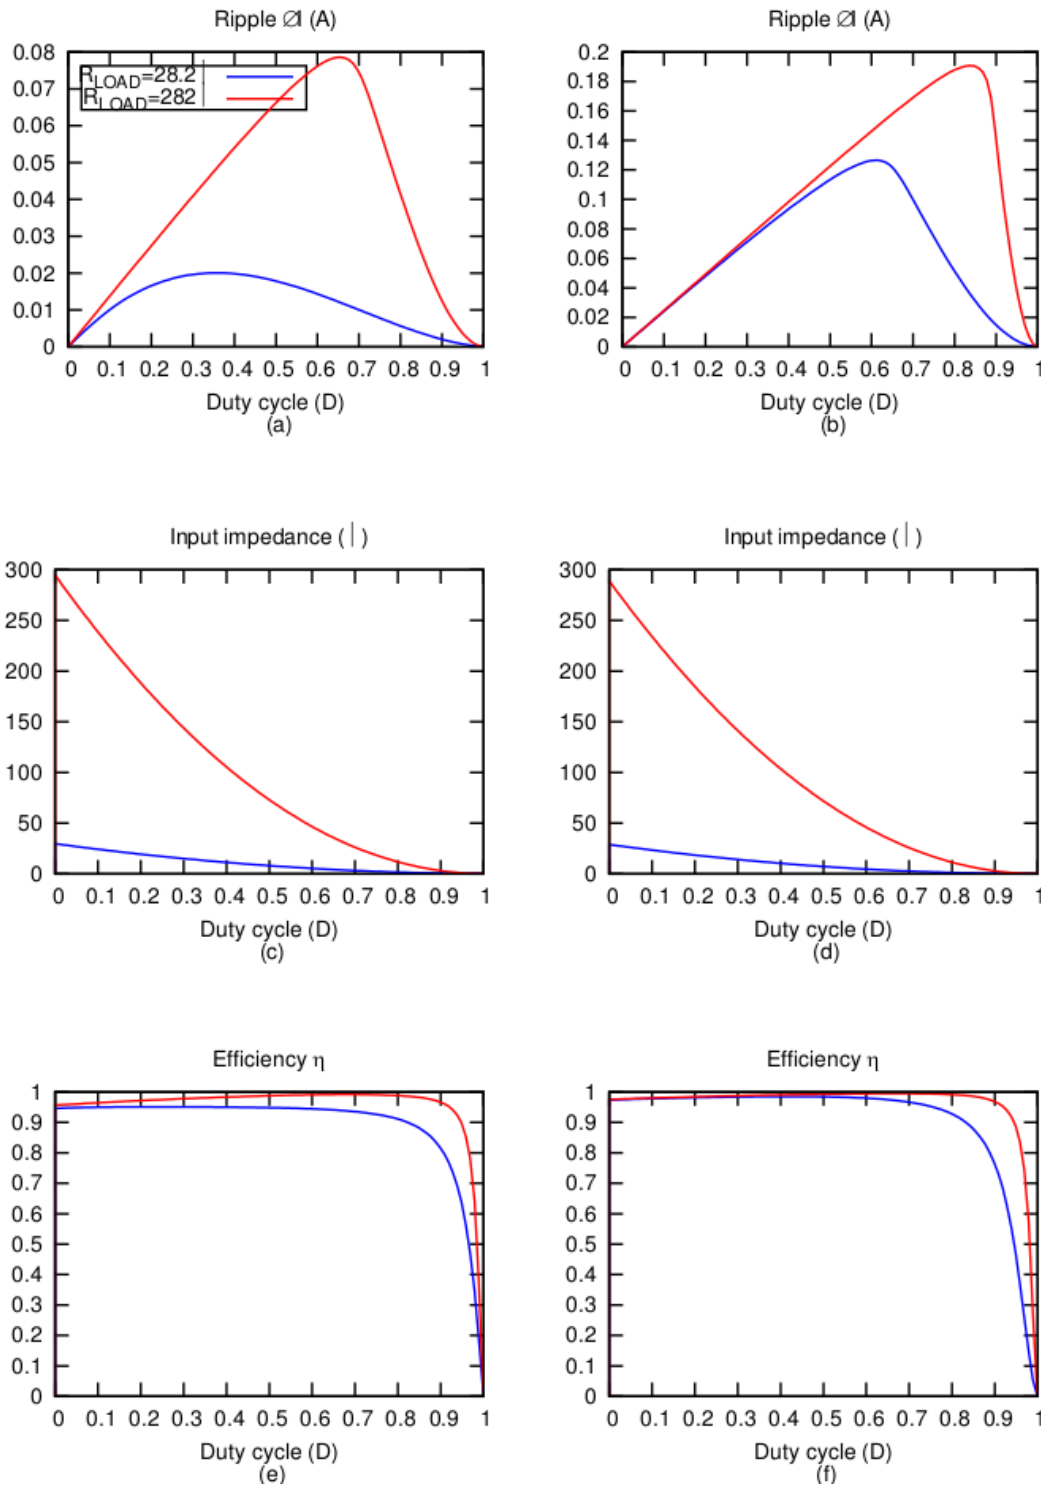 Ripple ∅I (A)
0.08
0.07
0.06
0.05
0.04
0.03
0.02
0.01
0
R_LOAD=28.2 |
R_LOAD=282 |
0 0.1 0.2 0.3 0.4 0.5 0.6 0.7 0.8 0.9 1
Duty cycle (D)
(a)
Ripple ∅I (A)
0.2
0.18
0.16
0.14
0.12
0.1
0.08
0.06
0.04
0.02
0
0 0.1 0.2 0.3 0.4 0.5 0.6 0.7 0.8 0.9 1
Duty cycle (D)
(b)
Input impedance ( | )
300
250
200
150
100
50
0
0 0.1 0.2 0.3 0.4 0.5 0.6 0.7 0.8 0.9 1
Duty cycle (D)
(c)
Input impedance ( | )
300
250
200
150
100
50
0
0 0.1 0.2 0.3 0.4 0.5 0.6 0.7 0.8 0.9 1
Duty cycle (D)
(d)
Efficiency η
1
0.9
0.8
0.7
0.6
0.5
0.4
0.3
0.2
0.1
0
0 0.1 0.2 0.3 0.4 0.5 0.6 0.7 0.8 0.9 1
Duty cycle (D)
(e)
Efficiency η
1
0.9
0.8
0.7
0.6
0.5
0.4
0.3
0.2
0.1
0
0 0.1 0.2 0.3 0.4 0.5 0.6 0.7 0.8 0.9 1
Duty cycle (D)
(f)